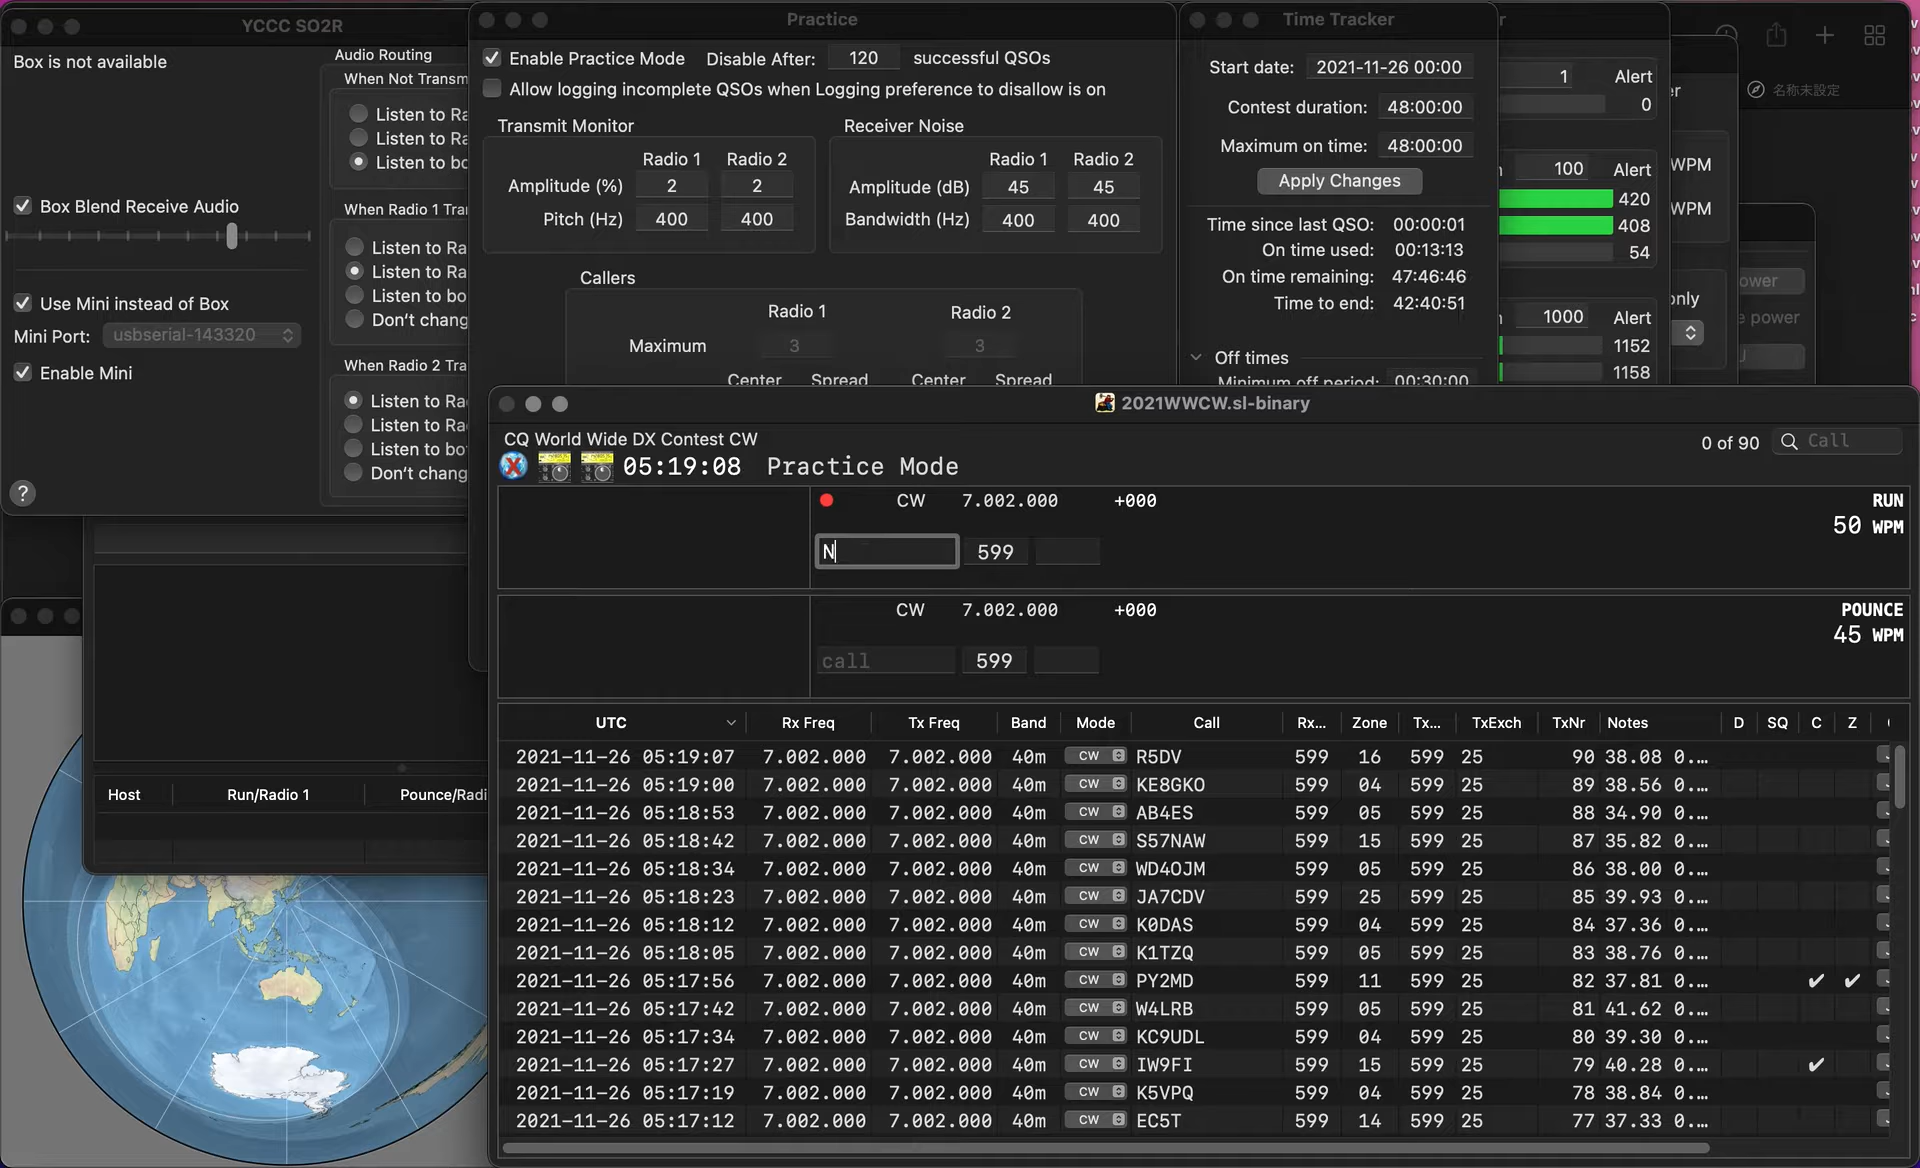 YCCC SO2R
Box is not available
Box Blend Receive Audio
Use Mini instead of Box
Mini Port: usbserial-143320
Enable Mini
?
Audio Routing
When Not Transm
Listen to Ra
Listen to Ra
Listen to bo
When Radio 1 Tra
Listen to Ra
Listen to Ra
Listen to bo
Don't chang
When Radio 2 Tra
Listen to Ra
Listen to Ra
Listen to bo
Don't chang
Practice
Enable Practice Mode Disable After: 120 successful QSOs
Allow logging incomplete QSOs when Logging preference to disallow is on
Transmit Monitor
Radio 1 Radio 2
Amplitude (%) 2 2
Pitch (Hz) 400 400
Receiver Noise
Radio 1 Radio 2
Amplitude (dB) 45 45
Bandwidth (Hz) 400 400
Callers
Radio 1 Radio 2
Maximum 3 3
Center Spread Center Spread
Time Tracker
Start date: 2021-11-26 00:00
Contest duration: 48:00:00
Maximum on time: 48:00:00
Apply Changes
Time since last QSO: 00:00:01
On time used: 00:13:13
On time remaining: 47:46:46
Time to end: 42:40:51
Off times
Minimum off period: 00:30:00
r
1 Alert
0
100 Alert
420
408
54
1000 Alert
1152
1158
er
WPM
WPM
only
ower
e power
名称未設定
Host Run/Radio 1 Pounce/Radi
2021WWCW.sl-binary
CQ World Wide DX Contest CW
0 of 90 Call
05:19:08 Practice Mode
CW 7.002.000 +000 RUN
50 WPM
N 599
CW 7.002.000 +000 POUNCE
45 WPM
call 599
UTC Rx Freq Tx Freq Band Mode Call Rx... Zone Tx... TxExch TxNr Notes D SQ C Z
2021-11-26 05:19:07 7.002.000 7.002.000 40m CW R5DV 599 16 599 25 90 38.08 0.…
2021-11-26 05:19:00 7.002.000 7.002.000 40m CW KE8GKO 599 04 599 25 89 38.56 0.…
2021-11-26 05:18:53 7.002.000 7.002.000 40m CW AB4ES 599 05 599 25 88 34.90 0.…
2021-11-26 05:18:42 7.002.000 7.002.000 40m CW S57NAW 599 15 599 25 87 35.82 0.…
2021-11-26 05:18:34 7.002.000 7.002.000 40m CW WD4OJM 599 05 599 25 86 38.00 0.…
2021-11-26 05:18:23 7.002.000 7.002.000 40m CW JA7CDV 599 25 599 25 85 39.93 0.…
2021-11-26 05:18:12 7.002.000 7.002.000 40m CW K0DAS 599 04 599 25 84 37.36 0.…
2021-11-26 05:18:05 7.002.000 7.002.000 40m CW K1TZQ 599 05 599 25 83 38.76 0.…
2021-11-26 05:17:56 7.002.000 7.002.000 40m CW PY2MD 599 11 599 25 82 37.81 0.… ✔ ✔
2021-11-26 05:17:42 7.002.000 7.002.000 40m CW W4LRB 599 05 599 25 81 41.62 0.…
2021-11-26 05:17:34 7.002.000 7.002.000 40m CW KC9UDL 599 04 599 25 80 39.30 0.…
2021-11-26 05:17:27 7.002.000 7.002.000 40m CW IW9FI 599 15 599 25 79 40.28 0.… ✔
2021-11-26 05:17:19 7.002.000 7.002.000 40m CW K5VPQ 599 04 599 25 78 38.84 0.…
2021-11-26 05:17:12 7.002.000 7.002.000 40m CW EC5T 599 14 599 25 77 37.33 0.…